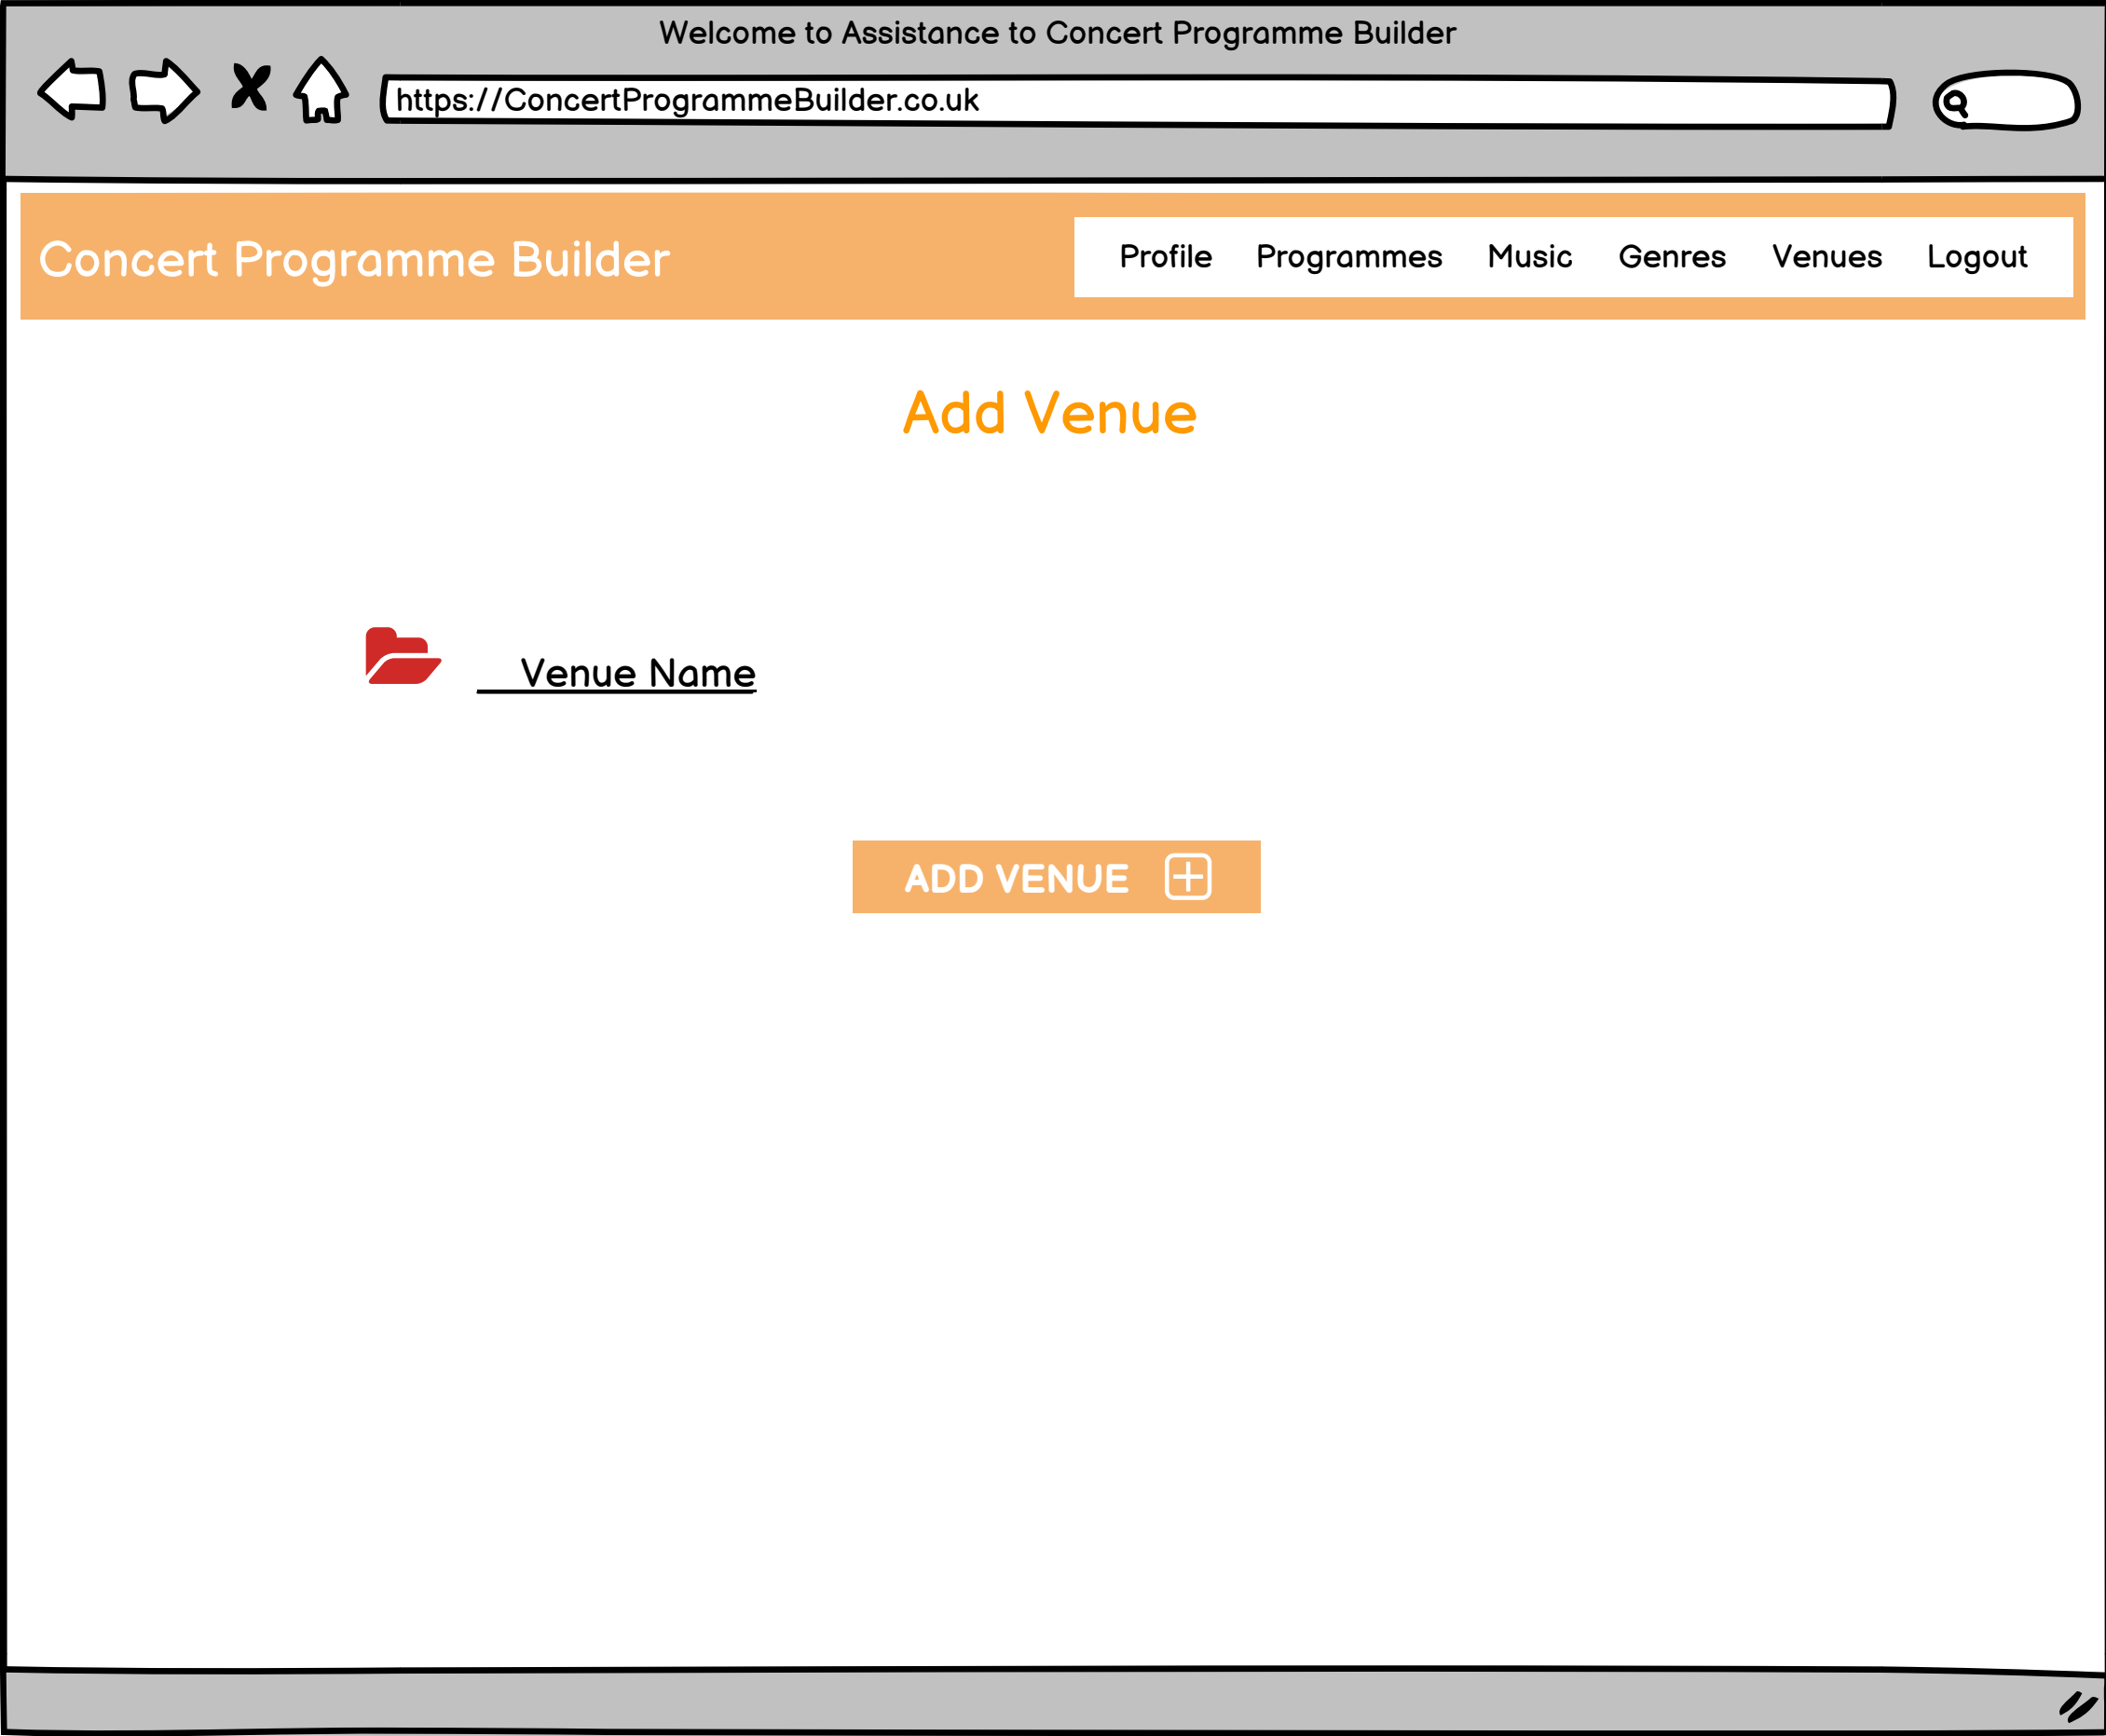 Welcome to Assistance to Concert Programme Builder
https://ConcertProgrammeBuilder.co.uk
Concert Programme Builder
Profile Programmes Music Genres Venues Logout
Add Venue
Venue Name
ADD VENUE